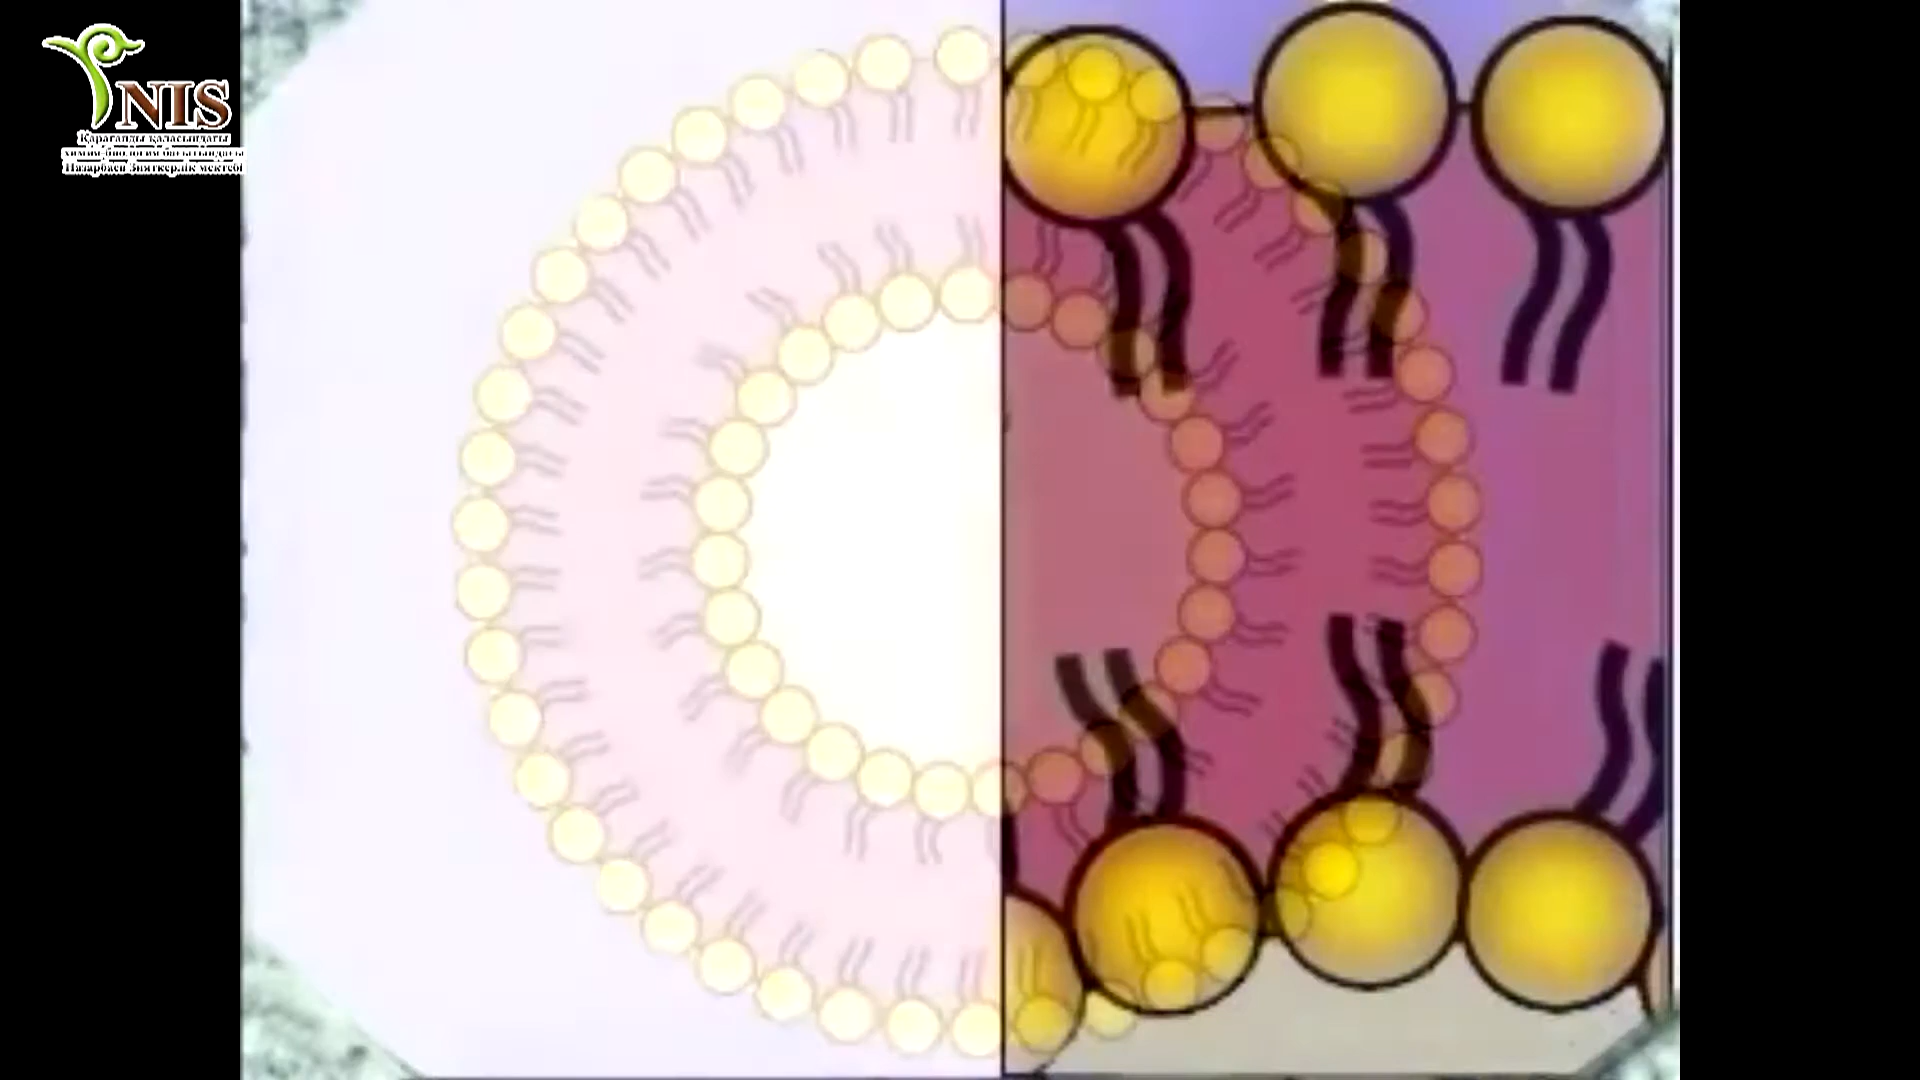 NIS
Қарағанды қаласындағы
химия-биология бағытындағы
Назарбаев Зияткерлік мектебі